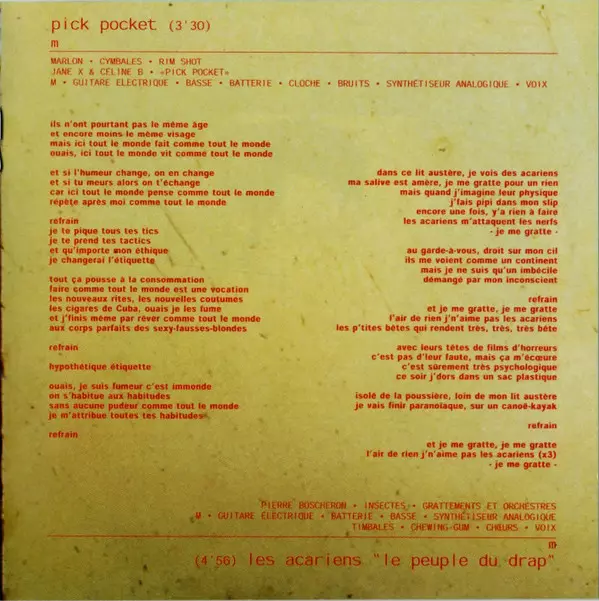 pick pocket (3'30)
m
MARLON • CYMBALES • RIM SHOT
JANE X & CÉLINE B • «PICK POCKET»
M • GUITARE ÉLECTRIQUE • BASSE • BATTERIE • CLOCHE • BRUITS • SYNTHÉTISEUR ANALOGIQUE • VOIX
ils n'ont pourtant pas le même âge
et encore moins le même visage
mais ici tout le monde fait comme tout le monde
ouais, ici tout le monde vit comme tout le monde
et si l'humeur change, on en change
et si tu meurs alors on t'échange
car ici tout le monde pense comme tout le monde
répète après moi comme tout le monde
refrain
je te pique tous tes tics
je te prend tes tactics
et qu'importe mon éthique
je changerai l'étiquette
tout ça pousse à la consommation
faire comme tout le monde est une vocation
les nouveaux rites, les nouvelles coutumes
les cigares de Cuba, ouais je les fume
et j'finis même par rêver comme tout le monde
aux corps parfaits des sexy-fausses-blondes
refrain
hypothétique étiquette
ouais, je suis fumeur c'est immonde
on s'habitue aux habitudes
sans aucune pudeur comme tout le monde
je m'attribue toutes tes habitudes
refrain
dans ce lit austère, je vois des acariens
ma salive est amère, je me gratte pour un rien
mais quand j'imagine leur physique
j'fais pipi dans mon slip
encore une fois, y'a rien à faire
les acariens m'attaquent les nerfs
- je me gratte -
au garde-à-vous, droit sur mon cil
ils me voient comme un continent
mais je ne suis qu'un imbécile
démangé par mon inconscient
refrain
et je me gratte, je me gratte
l'air de rien j'n'aime pas les acariens
les p'tites bêtes qui rendent très, très, très bête
avec leurs têtes de films d'horreurs
c'est pas d'leur faute, mais ça m'écœure
c'est sûrement très psychologique
ce soir j'dors dans un sac plastique
isolé de la poussière, loin de mon lit austère
je vais finir paranoïaque, sur un canoë-kayak
refrain
et je me gratte, je me gratte
l'air de rien j'n'aime pas les acariens (x3)
- je me gratte -
PIERRE BOSCHERON • INSECTES • GRATTEMENTS ET ORCHESTRES
M • GUITARE ÉLECTRIQUE • BATTERIE • BASSE • SYNTHÉTISEUR ANALOGIQUE
TIMBALES • CHEWING-GUM • CHŒURS • VOIX
m
(4'56) les acariens "le peuple du drap"